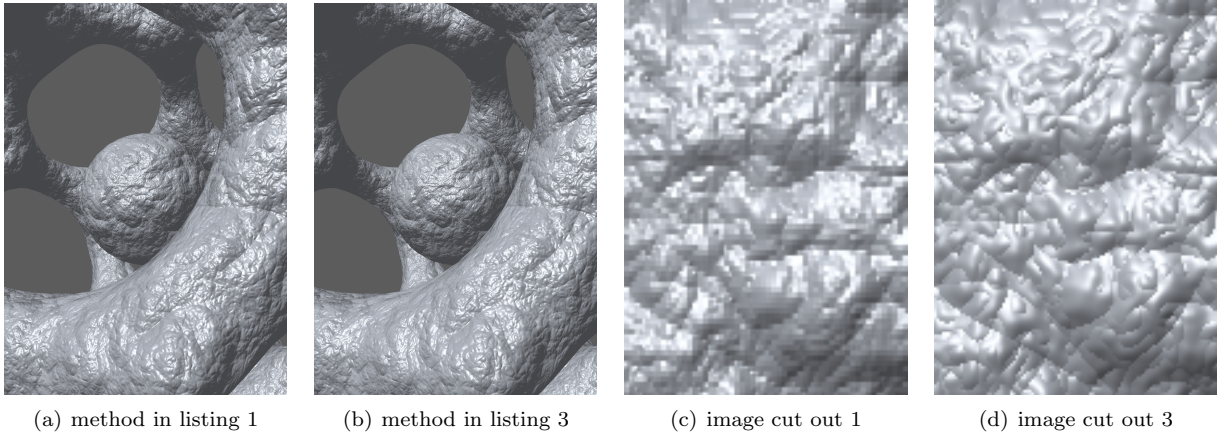 (a) method in listing 1
(b) method in listing 3
(c) image cut out 1
(d) image cut out 3